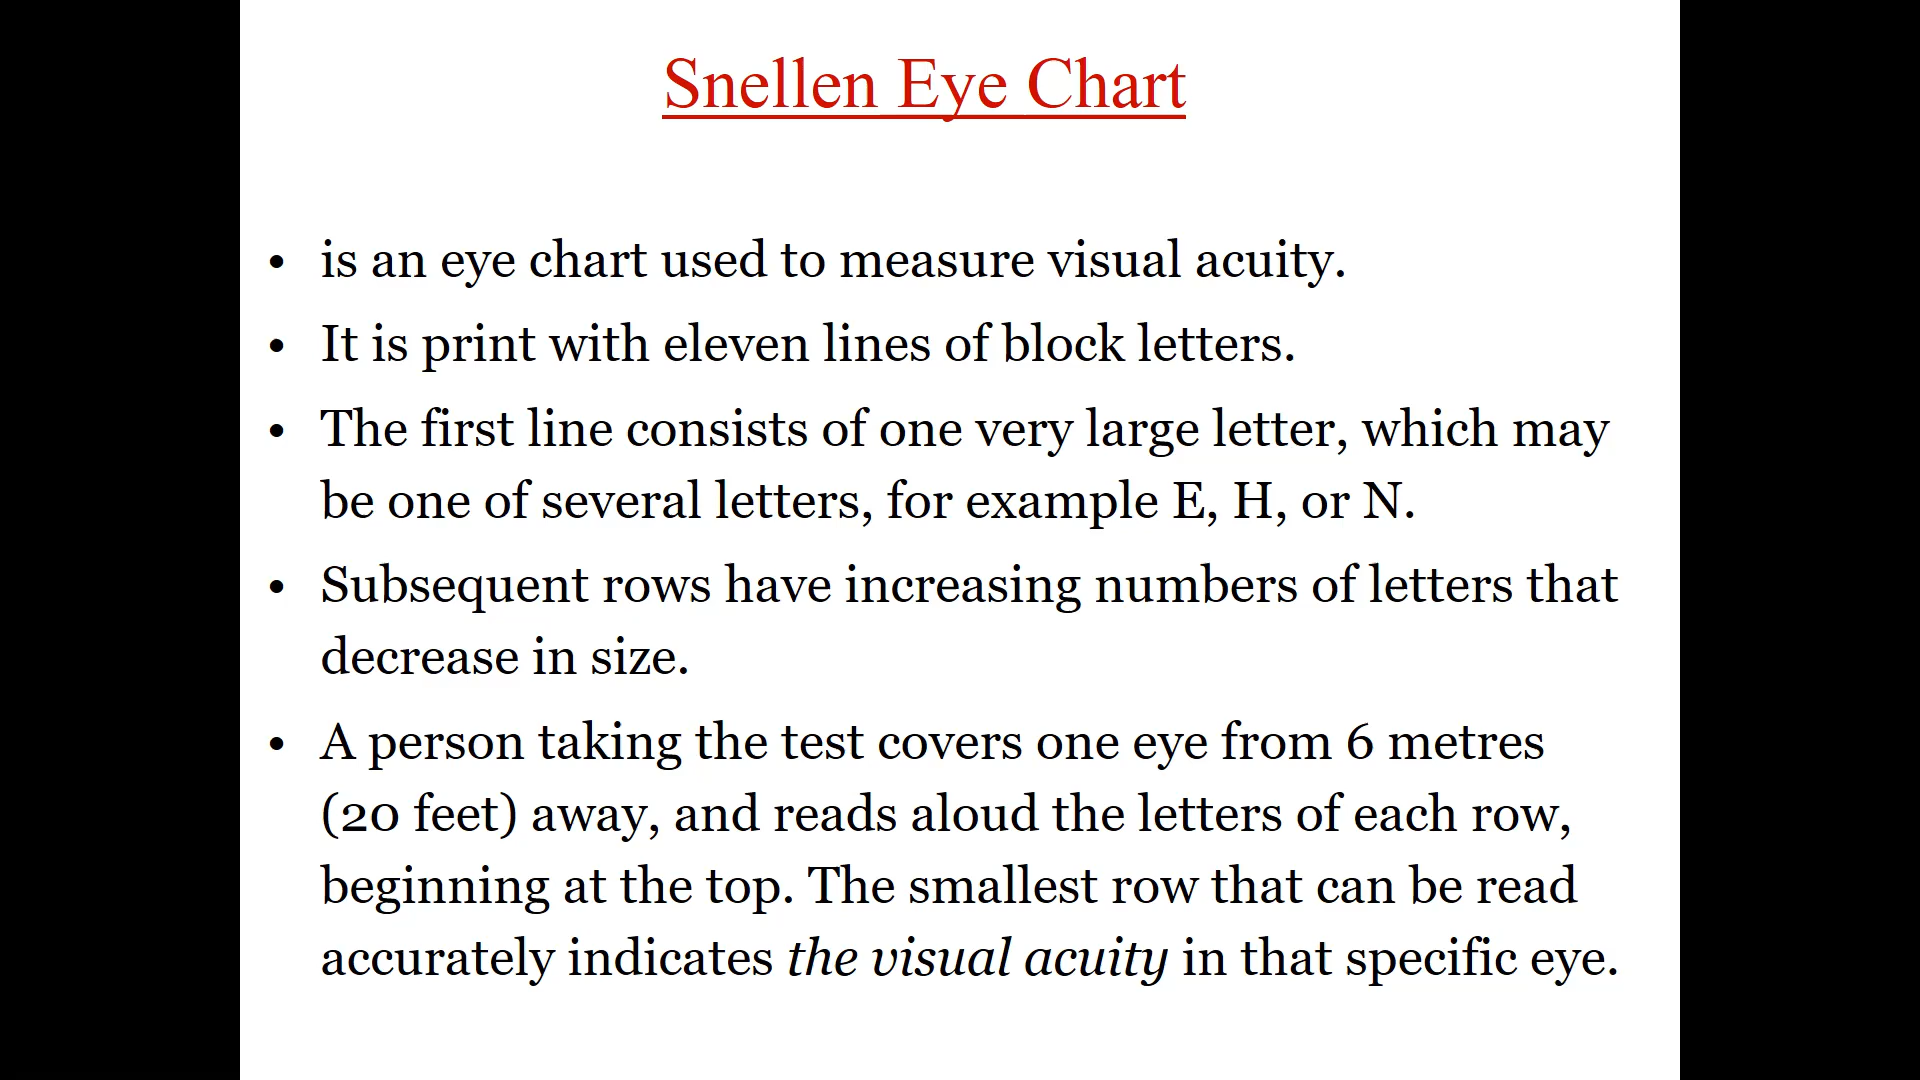 Snellen Eye Chart
• is an eye chart used to measure visual acuity.
• It is print with eleven lines of block letters.
• The first line consists of one very large letter, which may
be one of several letters, for example E, H, or N.
• Subsequent rows have increasing numbers of letters that
decrease in size.
• A person taking the test covers one eye from 6 metres
(20 feet) away, and reads aloud the letters of each row,
beginning at the top. The smallest row that can be read
accurately indicates the visual acuity in that specific eye.